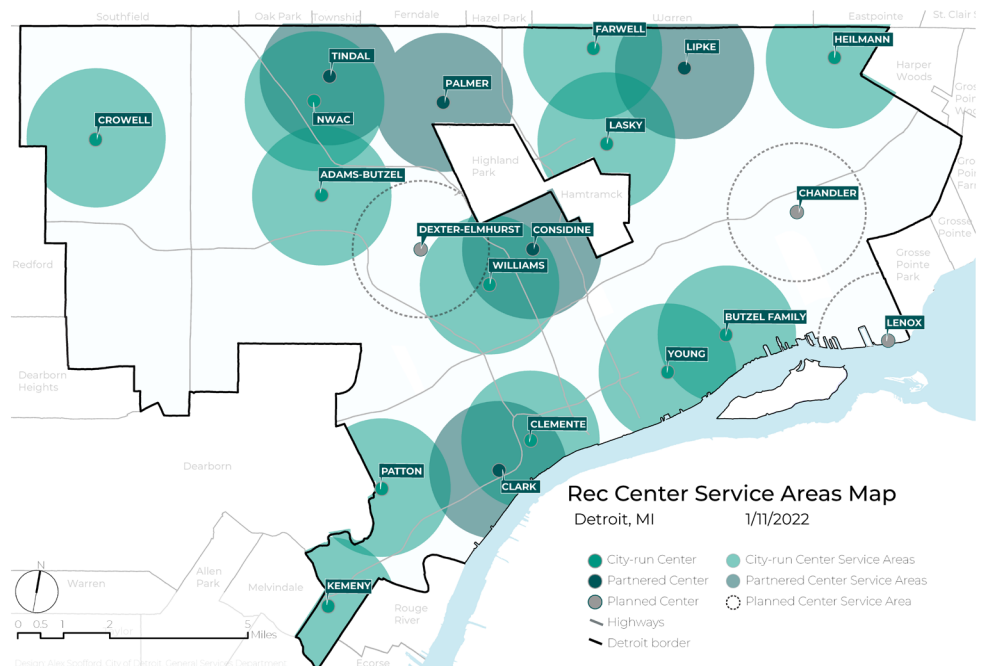 Southfield
Oak Park
Township
Ferndale
Hazel Park
Warren
Eastpointe
St. Clair
FARWELL
HEILMANN
TINDAL
LIPKE
Harper
Woods
PALMER
CROWELL
NWAC
LASKY
Highland
Park
ADAMS-BUTZEL
Hamtramck
CHANDLER
DEXTER-ELMHURST
CONSIDINE
Grosse
Pointe
Redford
WILLIAMS
Grosse
Pointe
Park
BUTZEL FAMILY
LENOX
YOUNG
Dearborn
Heights
CLEMENTE
Dearborn
PATTON
CLARK
Rec Center Service Areas Map
Detroit, MI
1/11/2022
City-run Center
City-run Center Service Areas
Partnered Center
Partnered Center Service Areas
Planned Center
Planned Center Service Area
Highways
Detroit border
N
Warren
Allen
Park
Melvindale
KEMENY
Rouge
River
0 0.5 1 2 5 Miles
Ecorse